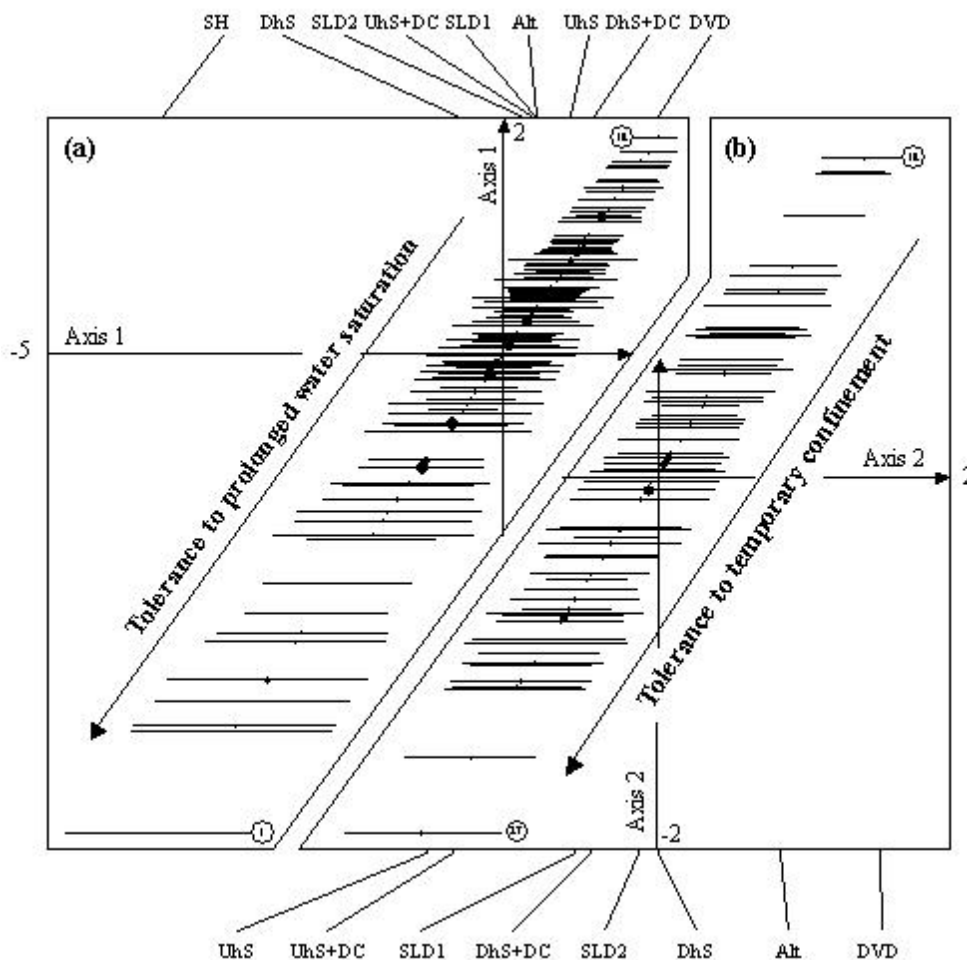 SH DhS SLD2 UhS+DC SLD1 Alt UhS DhS+DC DVD
(a)
2
Axis 1
(b)
Tolerance to prolonged water saturation
-5
Axis 1
Tolerance to temporary confinement
Axis 2
2
Axis 2
-2
27
UhS UhS+DC SLD1 DhS+DC SLD2 DhS Alt DVD